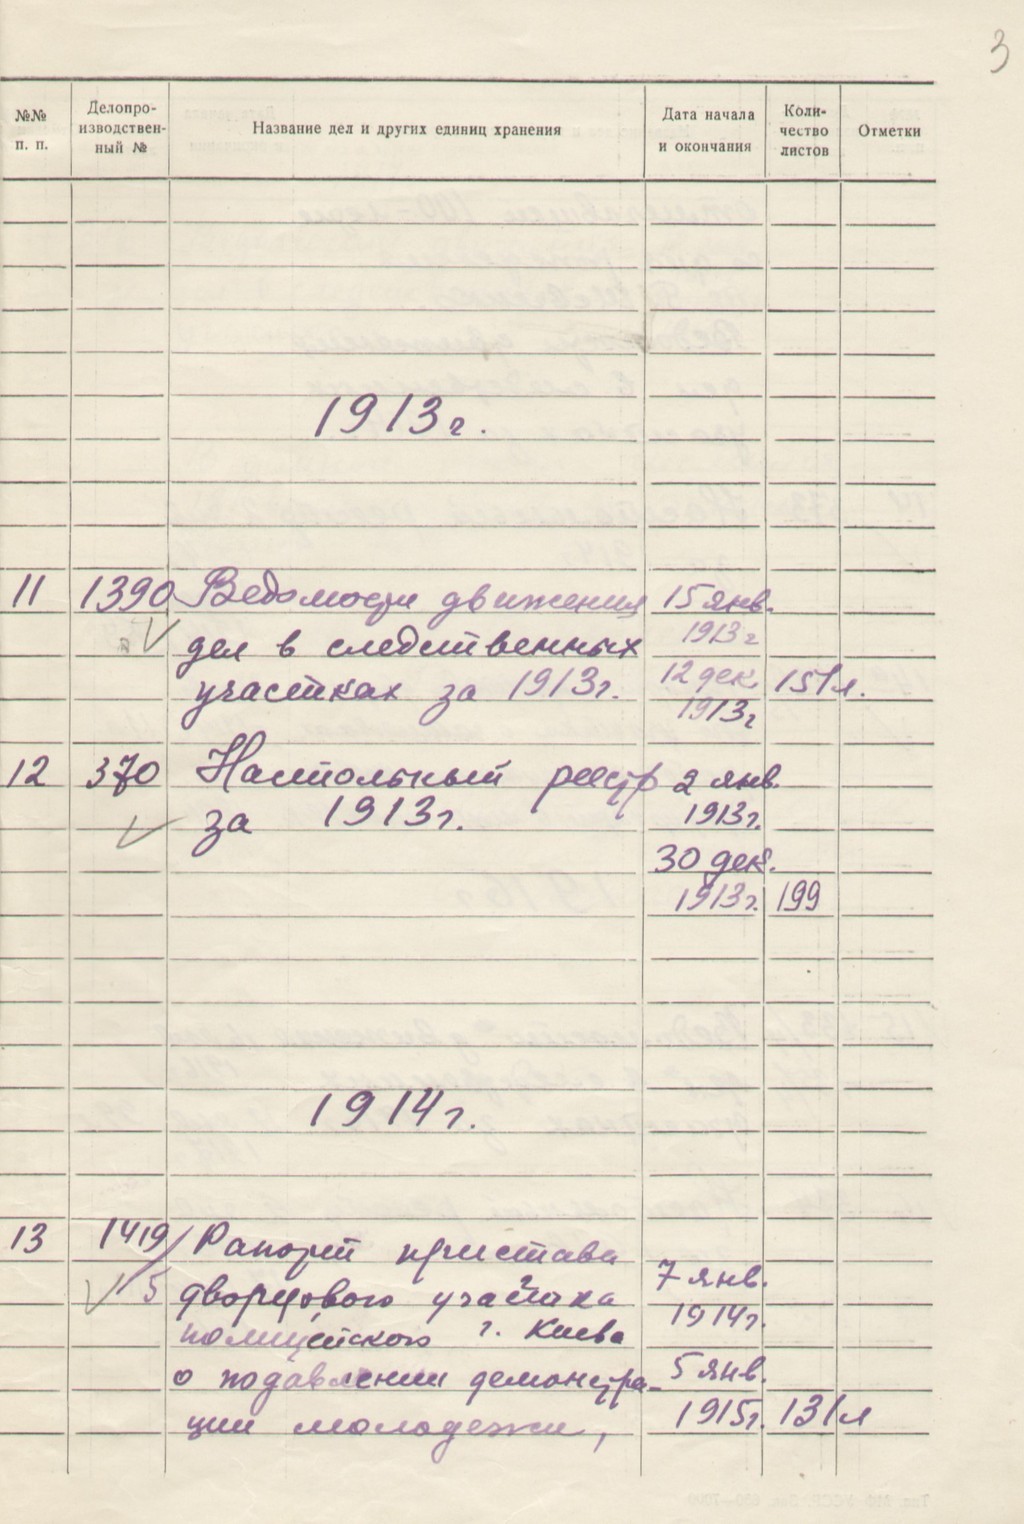 3
№№ п. п.
Делопро-
изводствен-
ный №
Название дел и других единиц хранения
Дата начала
и окончания
Коли-
чество
листов
Отметки
1913г.
11 1390 Ведомости движения 15 янв.
дел в следственных 1913г
участках за 1913г. 12 дек. 151л.
1913г
12 370 Настольный реестр 2 янв.
за 1913г. 1913г.
30 дек.
1913г. 199
1914г.
13 1419/5 Рапорт пристава
дворцового участка 7 янв.
полицейского г. Киева 1914г.
о подавлении демонстра- 5 янв.
ции молодежи, 1915г. 131л